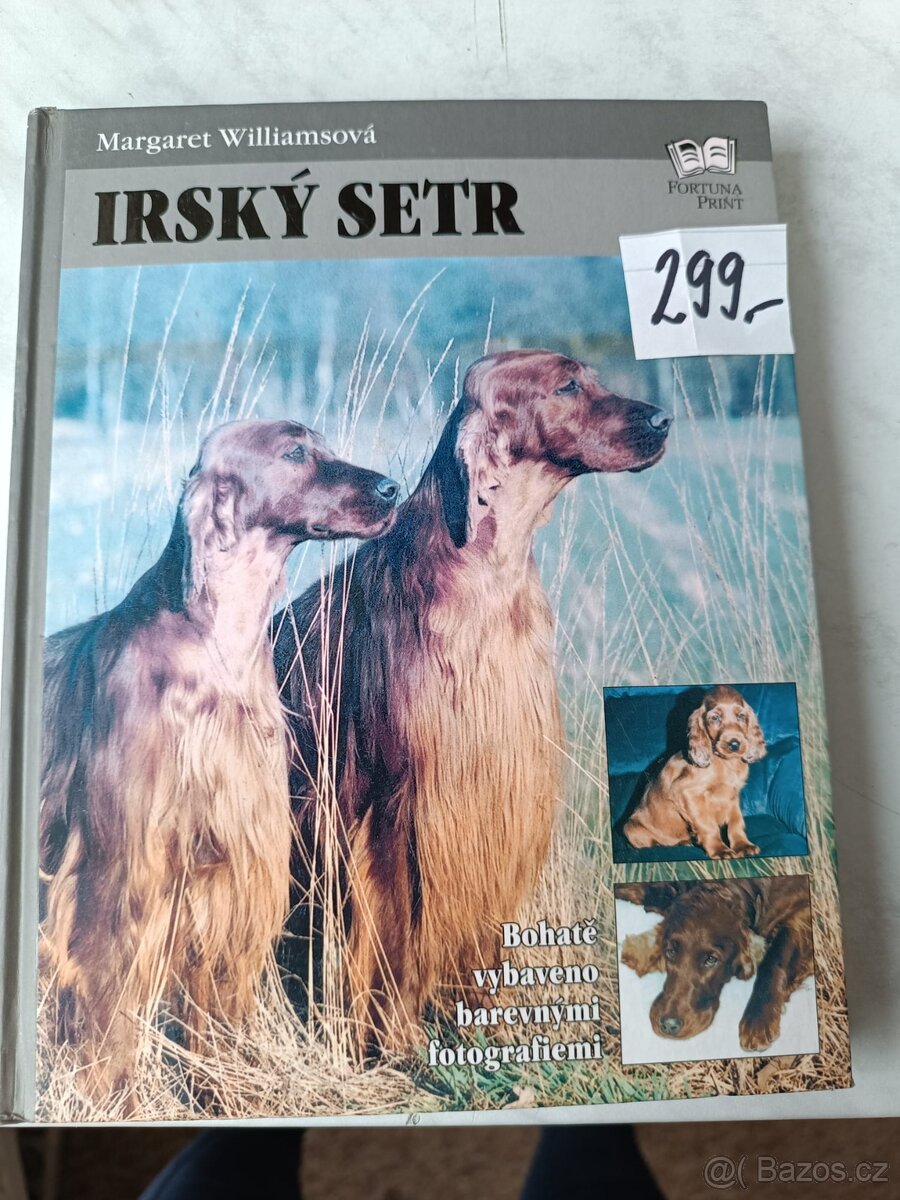 Margaret Williamsová
FORTUNA
PRINT
IRSKÝ SETR
299,-
Bohatě
vybaveno
barevnými
fotografiemi
@( Bazos.cz